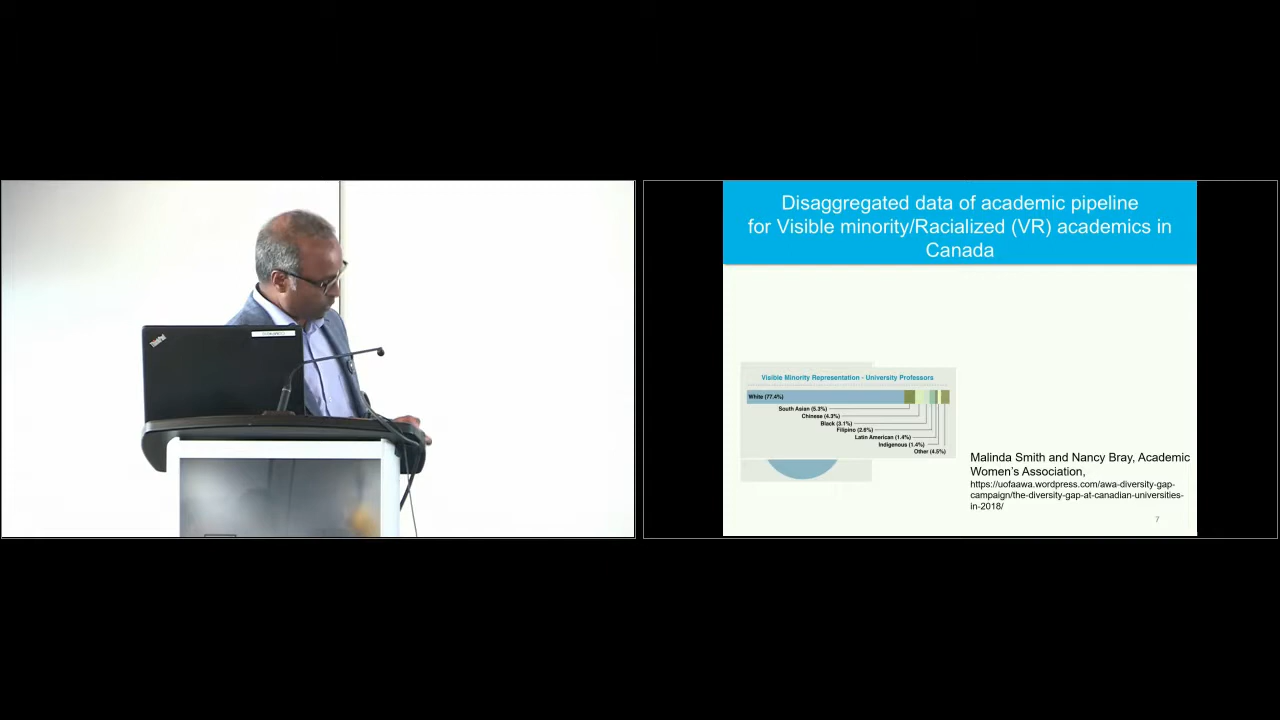 ThinkPad
Disaggregated data of academic pipeline
for Visible minority/Racialized (VR) academics in
Canada
Visible Minority Representation - University Professors
White (77.4%)
South Asian (5.3%)
Chinese (4.3%)
Black (3.1%)
Filipino (2.6%)
Latin American (1.4%)
Indigenous (1.4%)
Other (4.5%)
Malinda Smith and Nancy Bray, Academic
Women's Association,
https://uofaawa.wordpress.com/awa-diversity-gap-
campaign/the-diversity-gap-at-canadian-universities-
in-2018/
7